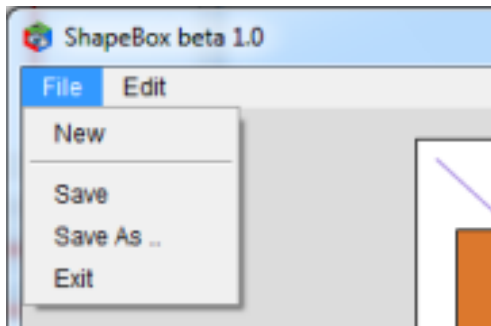 ShapeBox beta 1.0
File Edit
New
Save
Save As ..
Exit